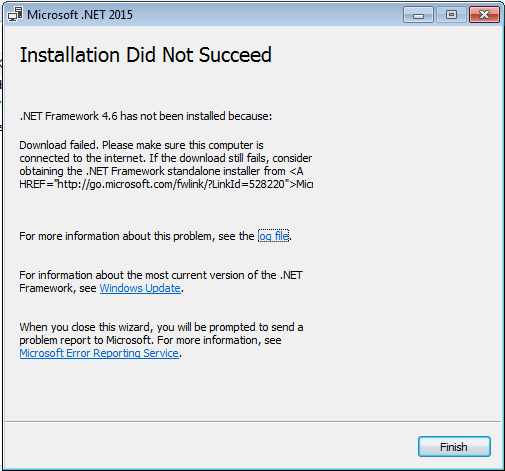 Microsoft .NET 2015
Installation Did Not Succeed
.NET Framework 4.6 has not been installed because:
Download failed. Please make sure this computer is
connected to the internet. If the download still fails, consider
obtaining the .NET Framework standalone installer from <A
HREF="http://go.microsoft.com/fwlink/?LinkId=528220">Micr
For more information about this problem, see the og file.
For information about the most current version of the .NET
Framework, see Windows Update.
When you close this wizard, you will be prompted to send a
problem report to Microsoft. For more information, see
Microsoft Error Reporting Service.
Finish